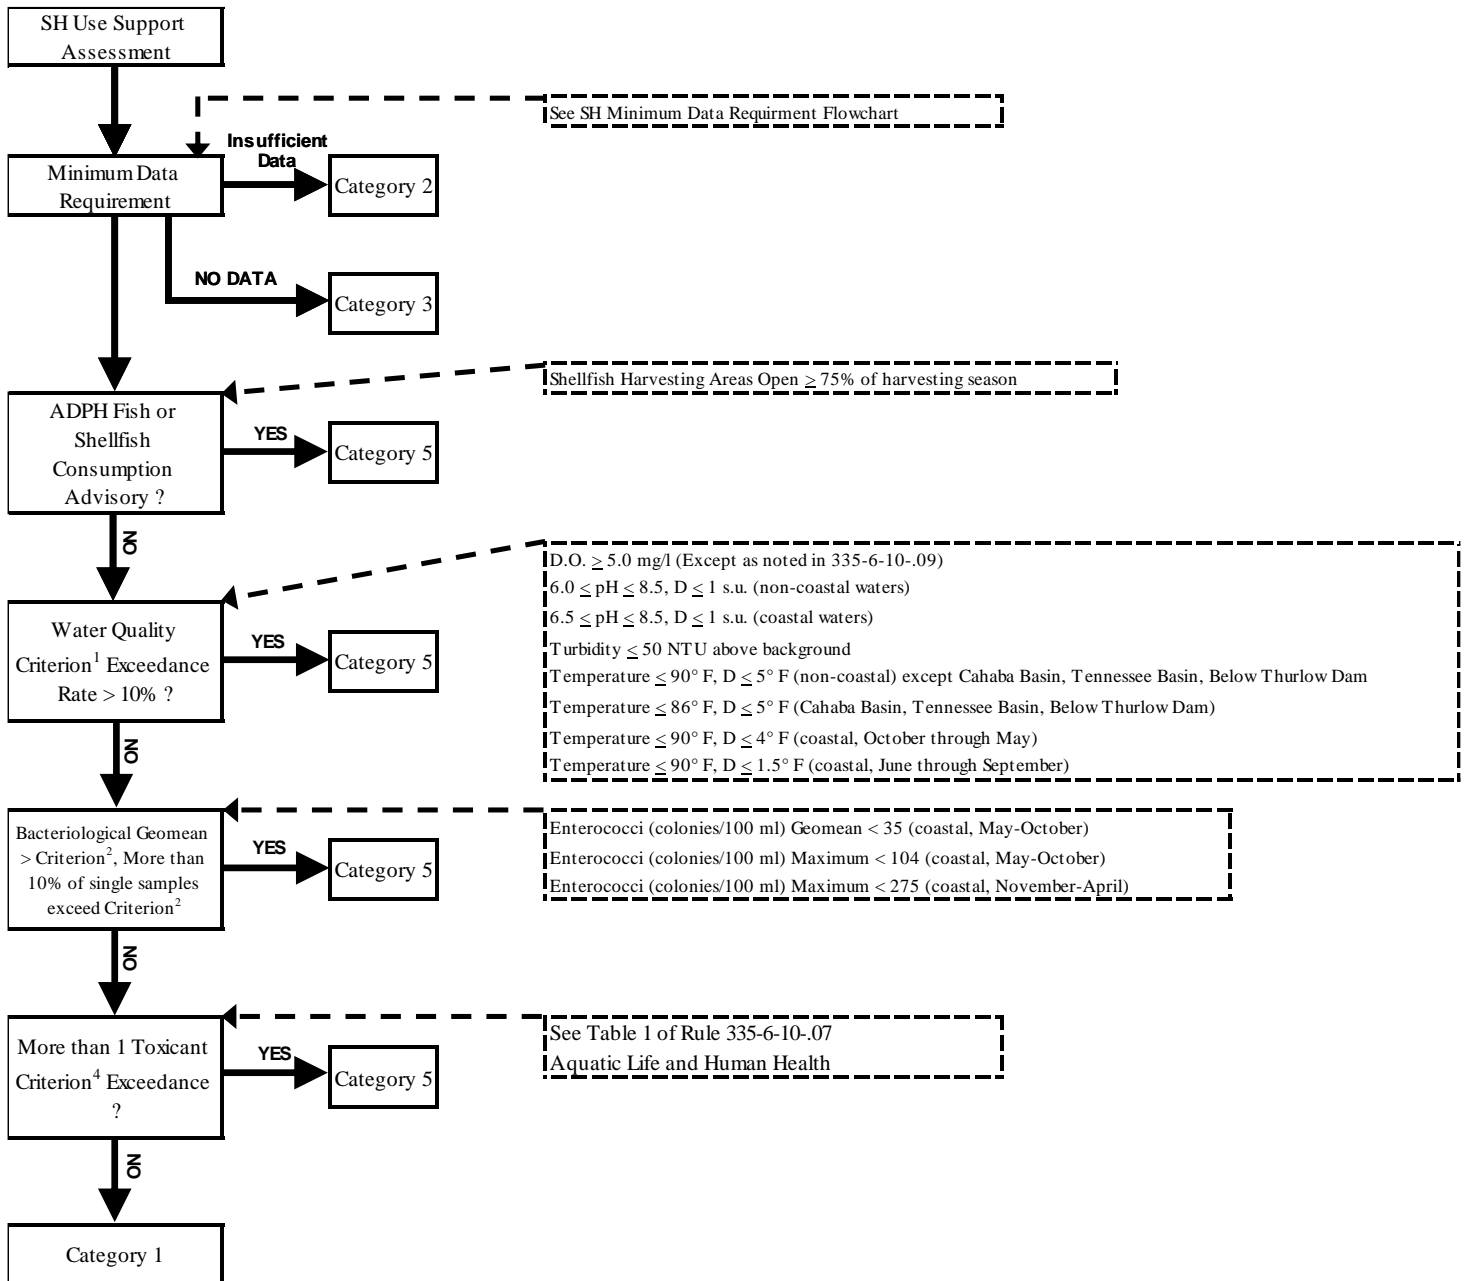 SH Use Support
Assessment
See SH Minimum Data Requirment Flowchart
Insufficient
Data
Minimum Data
Requirement
Category 2
NO DATA
Category 3
Shellfish Harvesting Areas Open ≥ 75% of harvesting season
ADPH Fish or
Shellfish
Consumption
Advisory ?
YES
Category 5
NO
D.O. ≥ 5.0 mg/l (Except as noted in 335-6-10-.09)
6.0 ≤ pH ≤ 8.5, D ≤ 1 s.u. (non-coastal waters)
6.5 ≤ pH ≤ 8.5, D ≤ 1 s.u. (coastal waters)
Turbidity ≤ 50 NTU above background
Temperature ≤ 90° F, D ≤ 5° F (non-coastal) except Cahaba Basin, Tennessee Basin, Below Thurlow Dam
Temperature ≤ 86° F, D ≤ 5° F (Cahaba Basin, Tennessee Basin, Below Thurlow Dam)
Temperature ≤ 90° F, D ≤ 4° F (coastal, October through May)
Temperature ≤ 90° F, D ≤ 1.5° F (coastal, June through September)
Water Quality
Criterion¹ Exceedance
Rate > 10% ?
YES
Category 5
NO
Bacteriological Geomean
> Criterion², More than
10% of single samples
exceed Criterion²
YES
Category 5
Enterococci (colonies/100 ml) Geomean < 35 (coastal, May-October)
Enterococci (colonies/100 ml) Maximum < 104 (coastal, May-October)
Enterococci (colonies/100 ml) Maximum < 275 (coastal, November-April)
NO
More than 1 Toxicant
Criterion⁴ Exceedance
?
YES
Category 5
See Table 1 of Rule 335-6-10-.07
Aquatic Life and Human Health
NO
Category 1